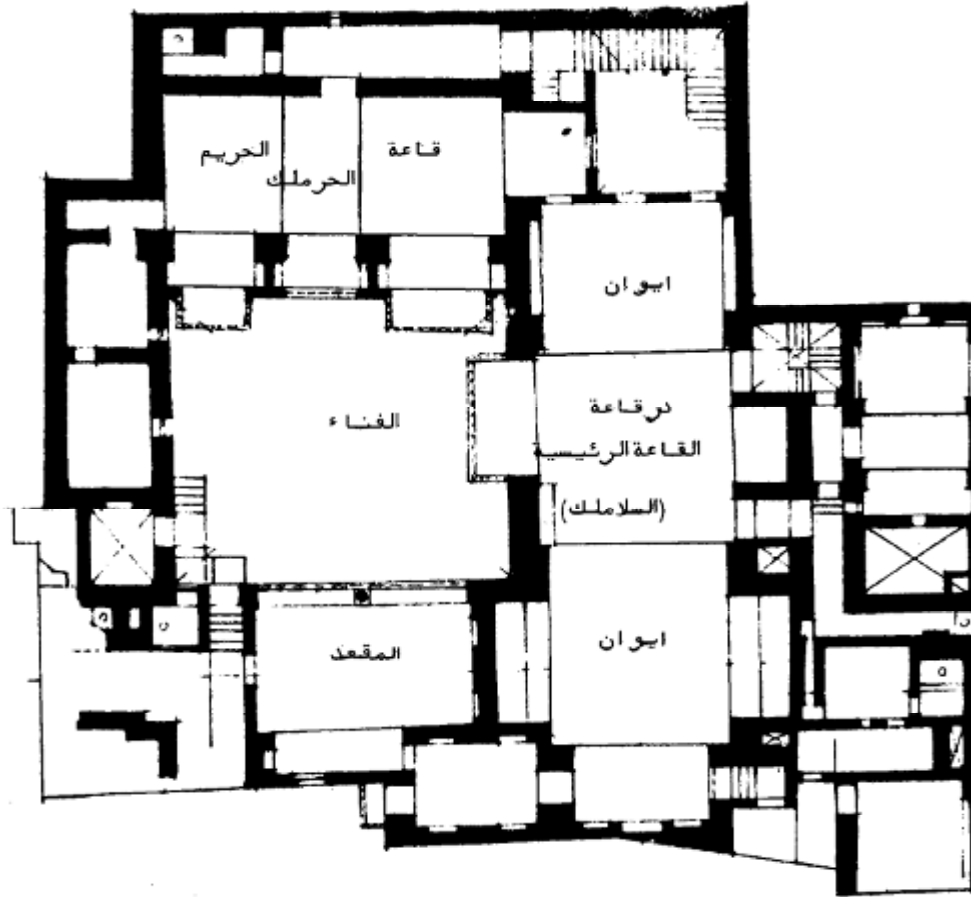 قاعة
الحريم
الحرملك
ايوان
درقاعة
الفناء
القاعة الرئيسية
(السلاملك)
ايوان
المقعد